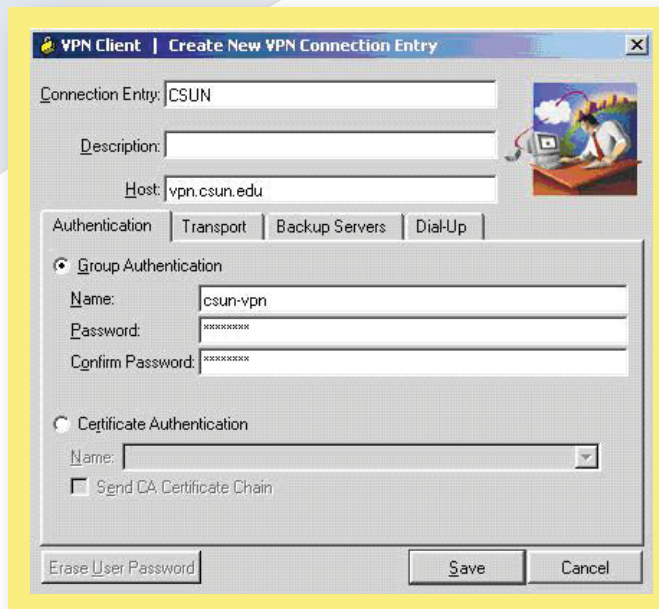 VPN Client | Create New VPN Connection Entry
Connection Entry: CSUN
Description:
Host: vpn.csun.edu
Authentication Transport Backup Servers Dial-Up
Group Authentication
Name: csun-vpn
Password: ********
Confirm Password: ********
Certificate Authentication
Name:
Send CA Certificate Chain
Erase User Password Save Cancel